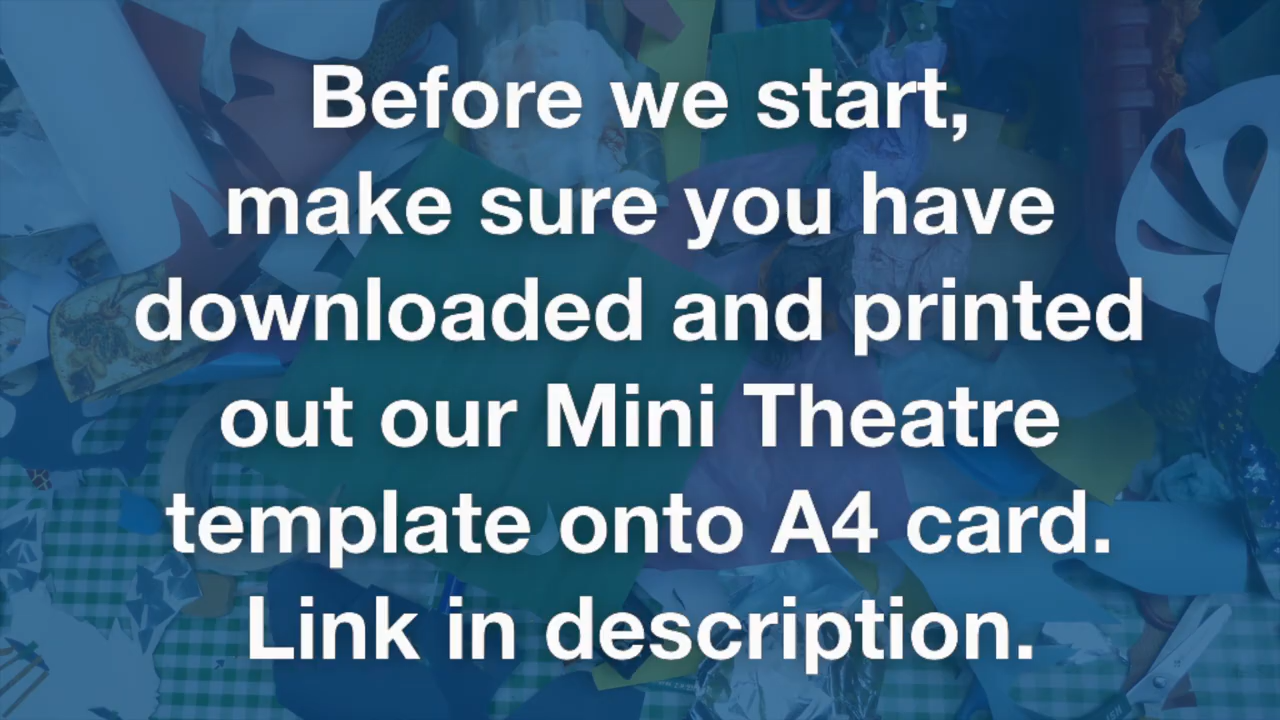 Before we start,
make sure you have
downloaded and printed
out our Mini Theatre
template onto A4 card.
Link in description.